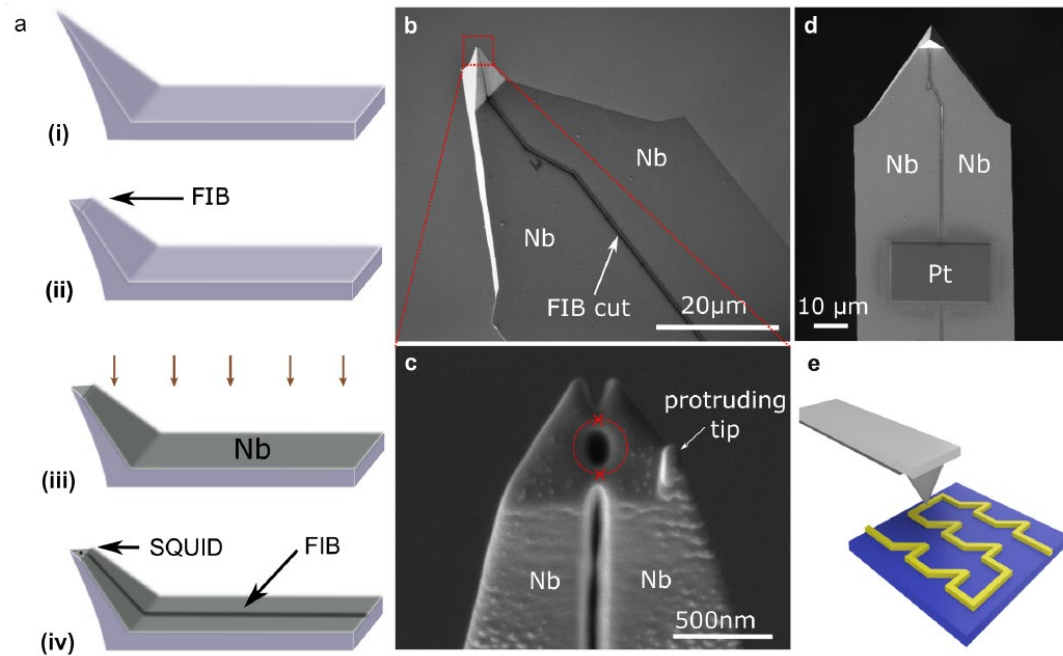 a
(i)
FIB
(ii)
Nb
(iii)
SQUID
FIB
(iv)
b
Nb
Nb
FIB cut
20μm
c
protruding
tip
Nb
Nb
500nm
d
Nb
Nb
Pt
10 μm
e